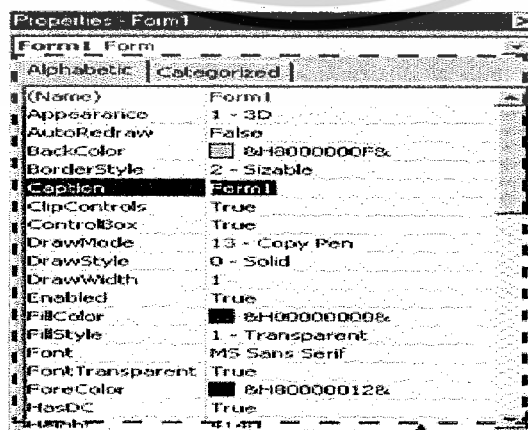 Properties - Form1
Form1 Form
Alphabetic Categorized
(Name) Form1
Appearance 1 - 3D
AutoRedraw False
BackColor &H8000000F&
BorderStyle 2 - Sizable
Caption Form1
ClipControls True
ControlBox True
DrawMode 13 - Copy Pen
DrawStyle 0 - Solid
DrawWidth 1
Enabled True
FillColor &H00000000&
FillStyle 1 - Transparent
Font MS Sans Serif
FontTransparent True
ForeColor &H80000012&
HasDC True